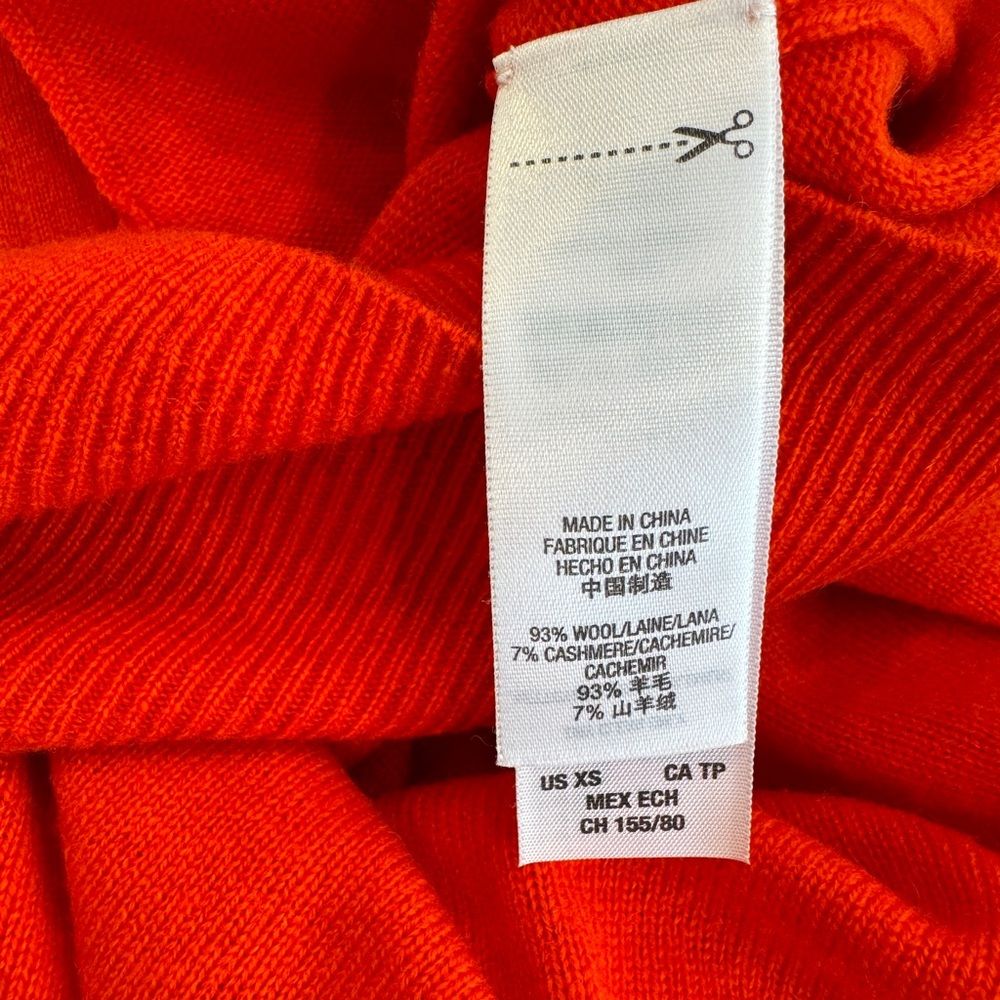 MADE IN CHINA
FABRIQUE EN CHINE
HECHO EN CHINA
中国制造
93% WOOL/LAINE/LANA
7% CASHMERE/CACHEMIRE/
CACHEMIR
93% 羊毛
7% 山羊绒
US XS CA TP
MEX ECH
CH 155/80